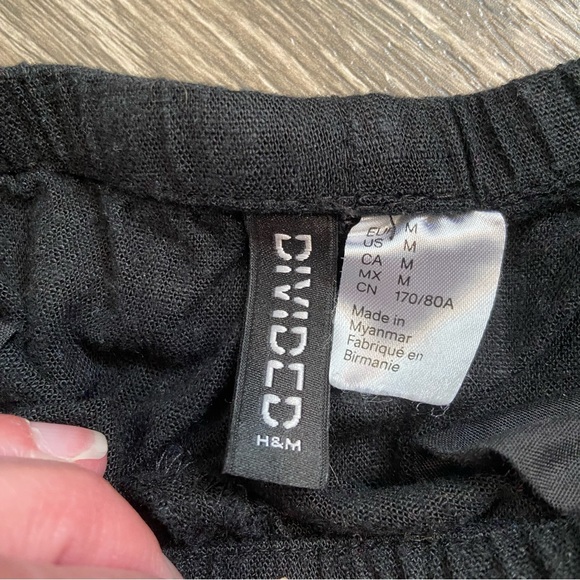 DIVIDED
H&M
EUR M
US M
CA M
MX M
CN 170/80A
Made in
Myanmar
Fabriqué en
Birmanie